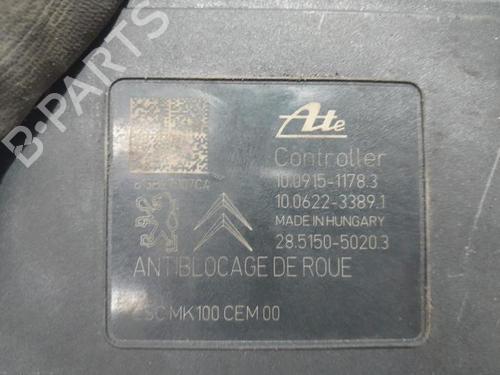 B-PARTS
Ate
Controller
10.0915-1178.3
10.0622-3389.1
MADE IN HUNGARY
28.5150-5020.3
ANTIBLOCAGE DE ROUE
ESC MK100 CEM 00